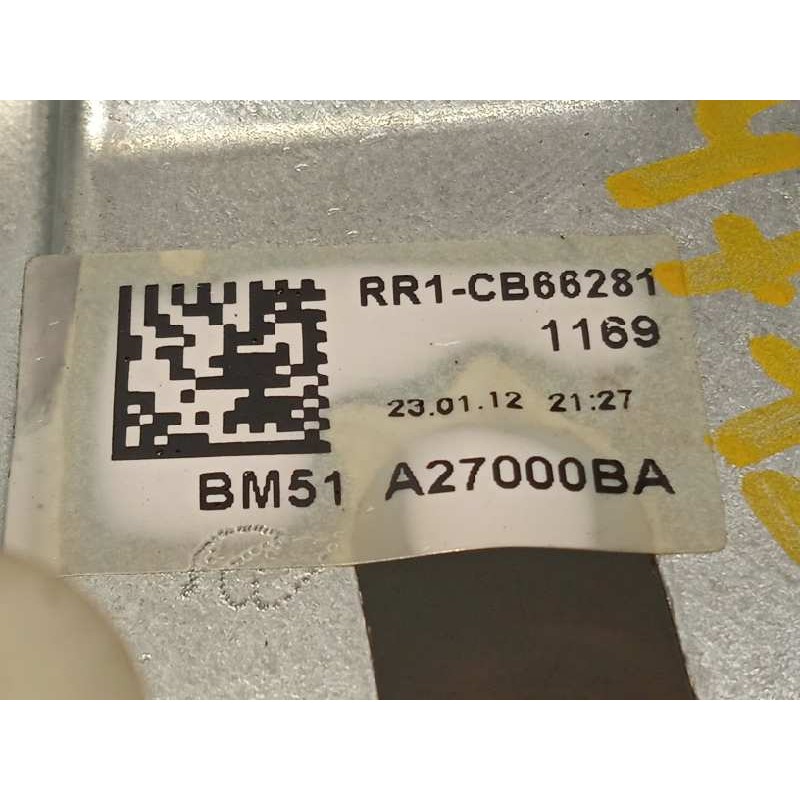 RR1-CB66281
1169
23.01.12 21:27
BM51 A27000BA